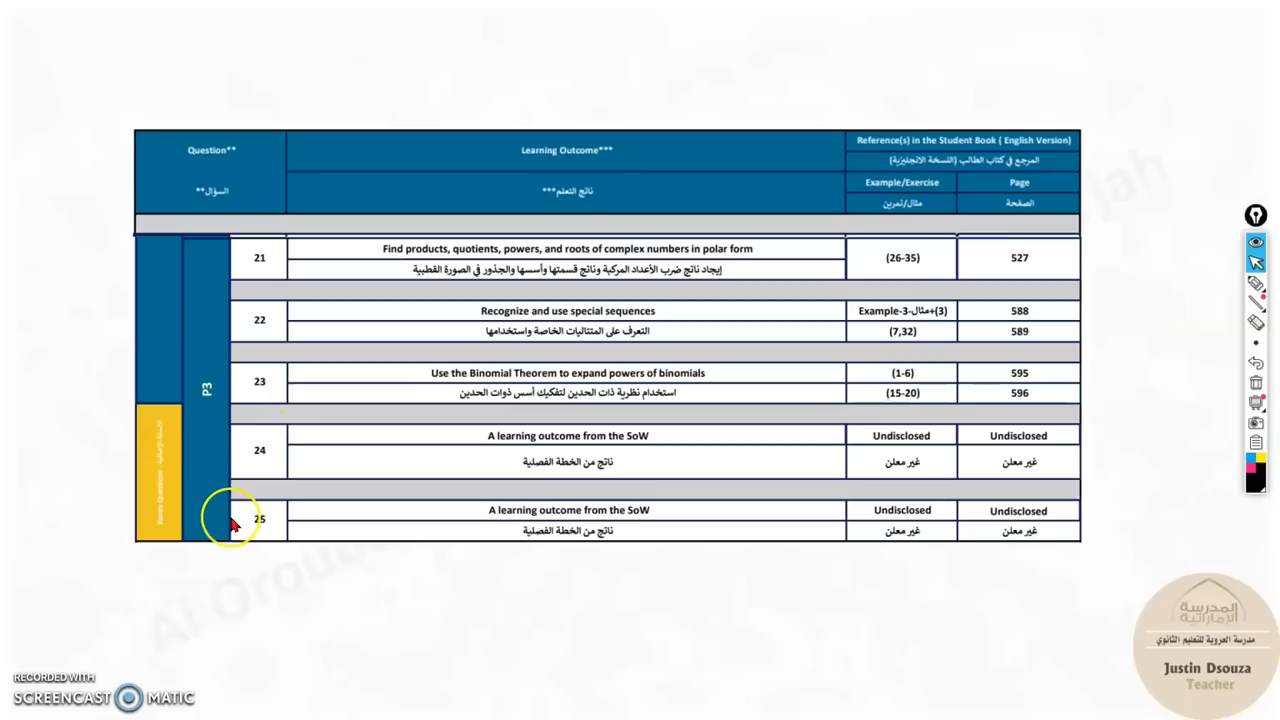 Question**
السؤال**
Learning Outcome***
ناتج التعلم***
Reference(s) in the Student Book ( English Version)
المرجع في كتاب الطالب (النسخة الانجليزية)
Example/Exercise
مثال/تمرين
Page
الصفحة
P3
21
Find products, quotients, powers, and roots of complex numbers in polar form
إيجاد ناتج ضرب الأعداد المركبة وناتج قسمتها وأسسها والجذور في الصورة القطبية
(26-35)
527
22
Recognize and use special sequences
التعرف على المتتاليات الخاصة واستخدامها
Example-3-مثال+(3)
(7,32)
588
589
23
Use the Binomial Theorem to expand powers of binomials
استخدام نظرية ذات الحدين لتفكيك أسس ذوات الحدين
(1-6)
(15-20)
595
596
Bonus Questions - الأسئلة الإضافية
24
A learning outcome from the SoW
ناتج من الخطة الفصلية
Undisclosed
غير معلن
Undisclosed
غير معلن
25
A learning outcome from the SoW
ناتج من الخطة الفصلية
Undisclosed
غير معلن
Undisclosed
غير معلن
Al Oroub
jah
المدرسة
الإماراتية
مدرسة العروبة للتعليم الثانوي
Justin Dsouza
Teacher
RECORDED WITH
SCREENCAST MATIC